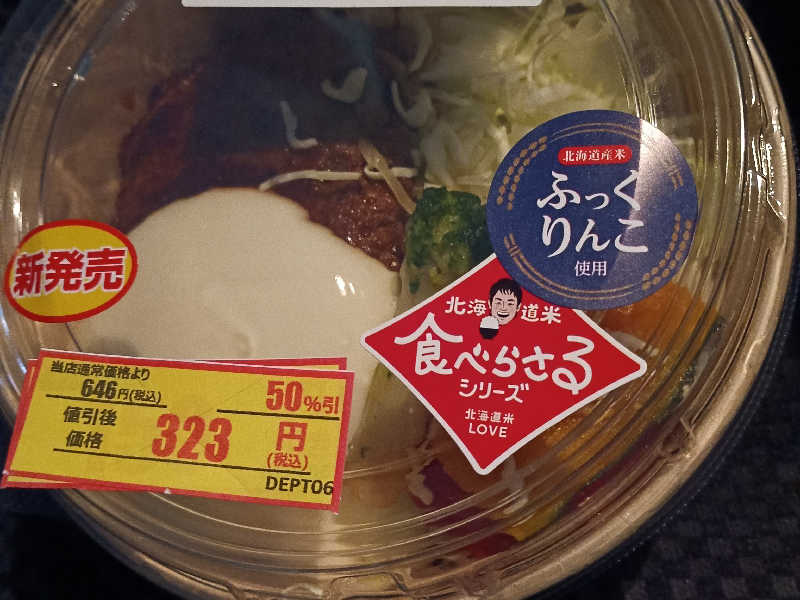 北海道産米
ふっく
りんこ
使用
新発売
北海道米
食べらさる
シリーズ
北海道米
LOVE
当店通常価格より
646円(税込)
50%引
値引後
価格
323円
(税込)
DEPT06